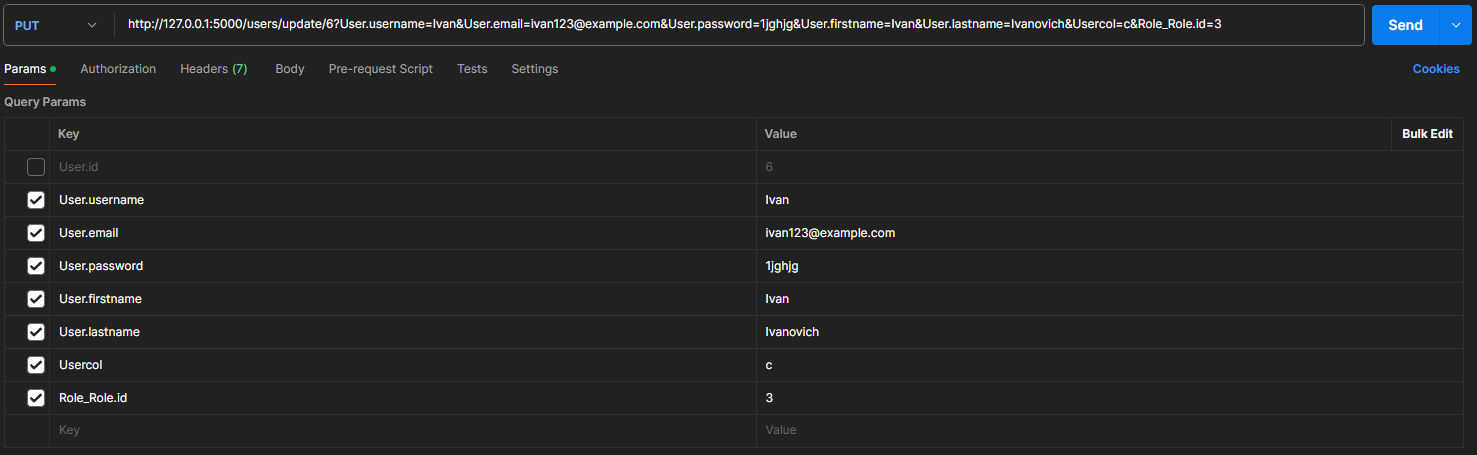 PUT http://127.0.0.1:5000/users/update/6?User.username=Ivan&User.email=ivan123@example.com&User.password=1jghjg&User.firstname=Ivan&User.lastname=Ivanovich&Usercol=c&Role_Role.id=3 Send
Params Authorization Headers (7) Body Pre-request Script Tests Settings Cookies
Query Params
Key Value Bulk Edit
User.id 6
User.username Ivan
User.email ivan123@example.com
User.password 1jghjg
User.firstname Ivan
User.lastname Ivanovich
Usercol c
Role_Role.id 3
Key Value